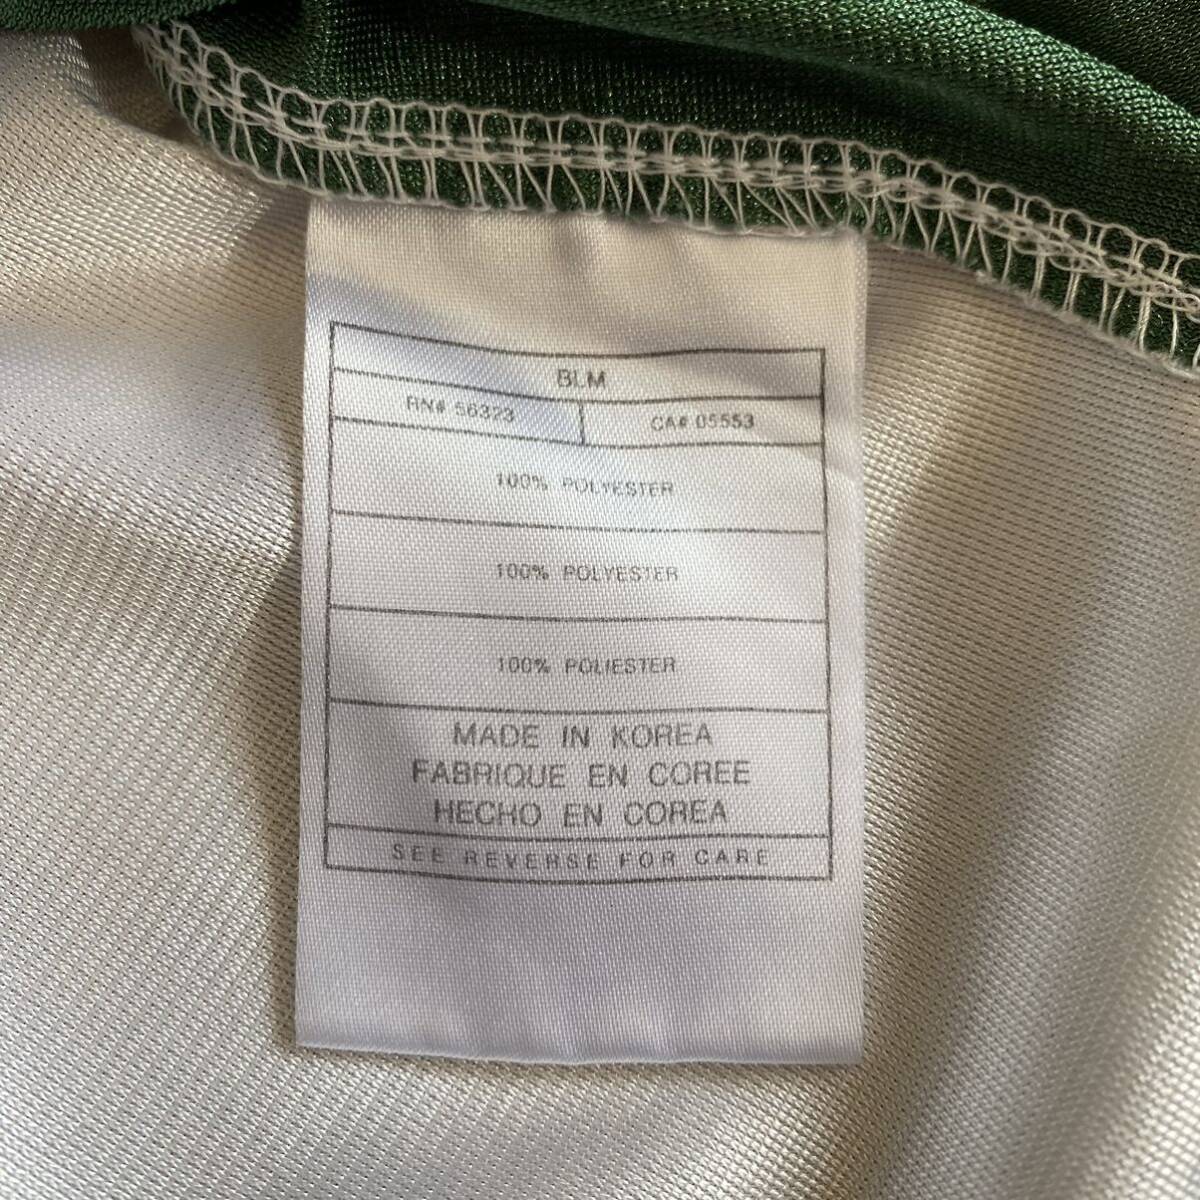 BLM
RN# 56323 CA# 05553
100% POLYESTER
100% POLYESTER
100% POLIESTER
MADE IN KOREA
FABRIQUE EN COREE
HECHO EN COREA
SEE REVERSE FOR CARE